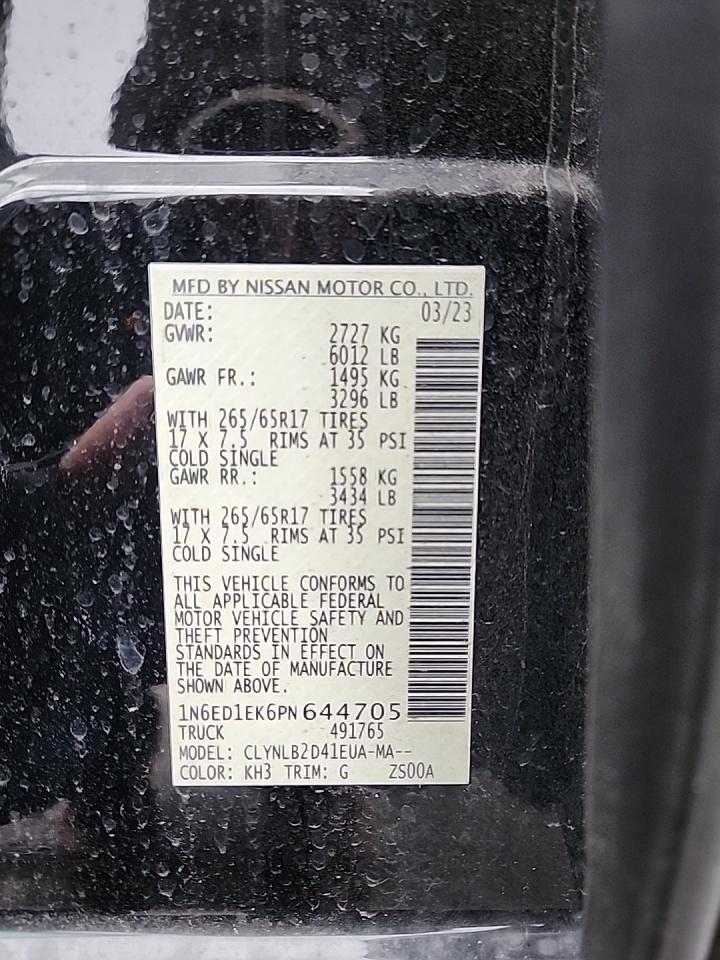 MFD BY NISSAN MOTOR CO., LTD.
DATE: 03/23
GVWR: 2727 KG
6012 LB
GAWR FR.: 1495 KG
3296 LB
WITH 265/65R17 TIRES
17 X 7.5 RIMS AT 35 PSI
COLD SINGLE
GAWR RR.: 1558 KG
3434 LB
WITH 265/65R17 TIRES
17 X 7.5 RIMS AT 35 PSI
COLD SINGLE
THIS VEHICLE CONFORMS TO
ALL APPLICABLE FEDERAL
MOTOR VEHICLE SAFETY AND
THEFT PREVENTION
STANDARDS IN EFFECT ON
THE DATE OF MANUFACTURE
SHOWN ABOVE.
1N6ED1EK6PN644705
TRUCK 491765
MODEL: CLYNLB2D41EUA-MA--
COLOR: KH3 TRIM: G ZS00A